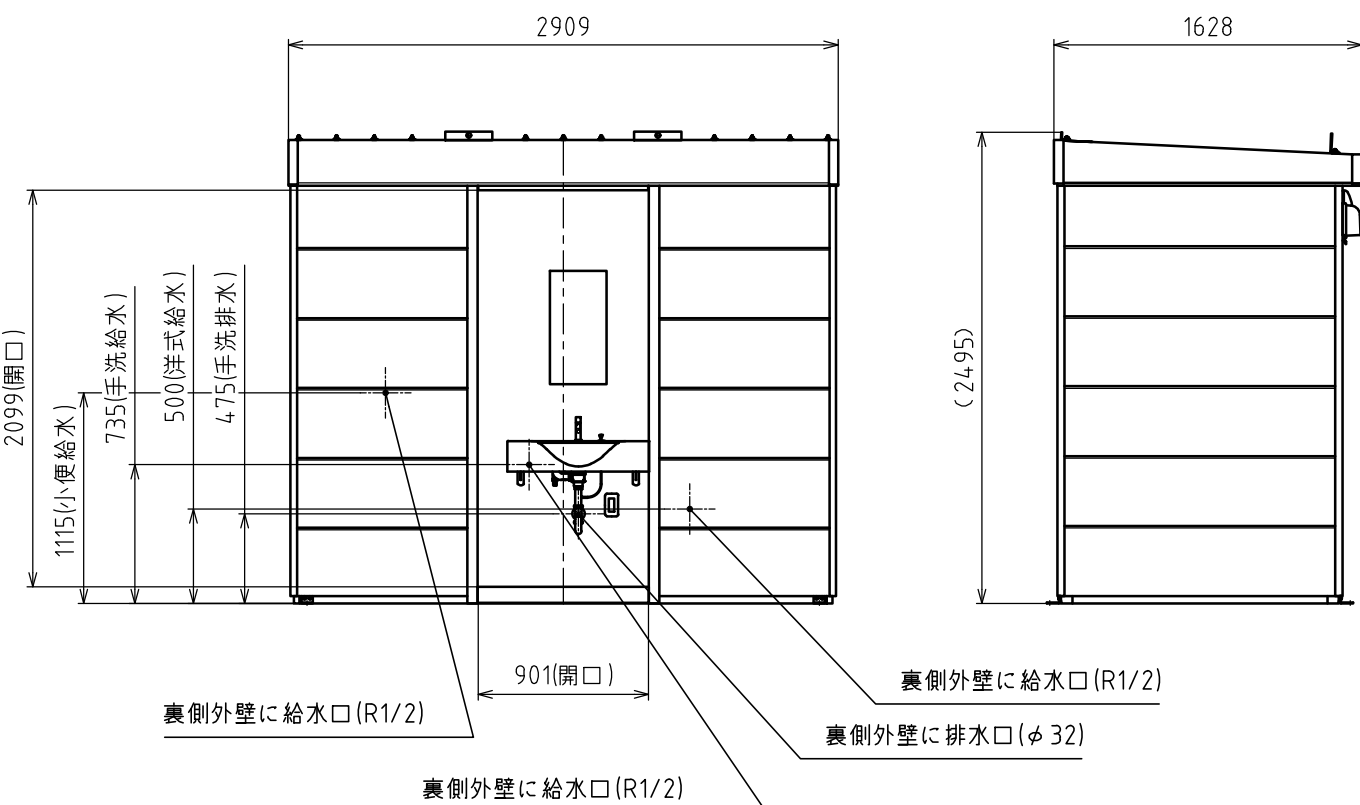 2909
1628
2099(開口)
1115(小便給水)
735(手洗給水)
500(洋式給水)
475(手洗排水)
(2495)
901(開口)
裏側外壁に給水口(R1/2)
裏側外壁に給水口(R1/2)
裏側外壁に排水口(φ32)
裏側外壁に給水口(R1/2)